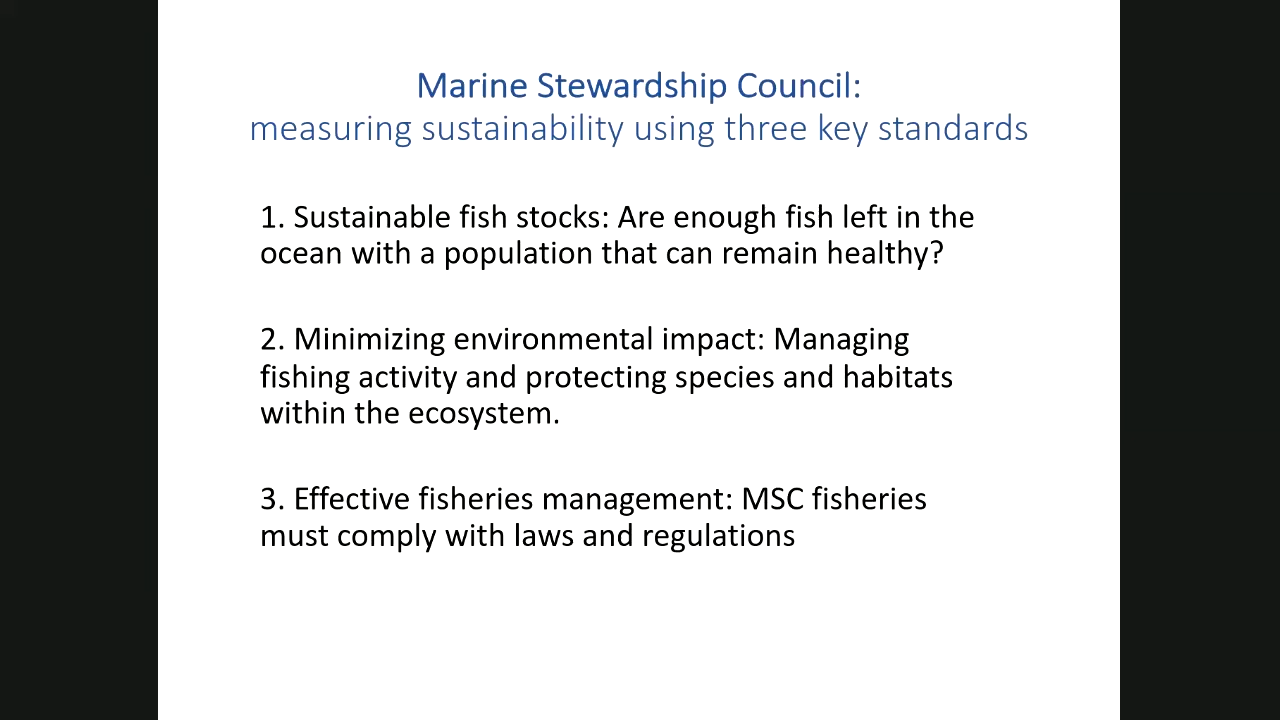 Marine Stewardship Council:
measuring sustainability using three key standards
1. Sustainable fish stocks: Are enough fish left in the
ocean with a population that can remain healthy?
2. Minimizing environmental impact: Managing
fishing activity and protecting species and habitats
within the ecosystem.
3. Effective fisheries management: MSC fisheries
must comply with laws and regulations